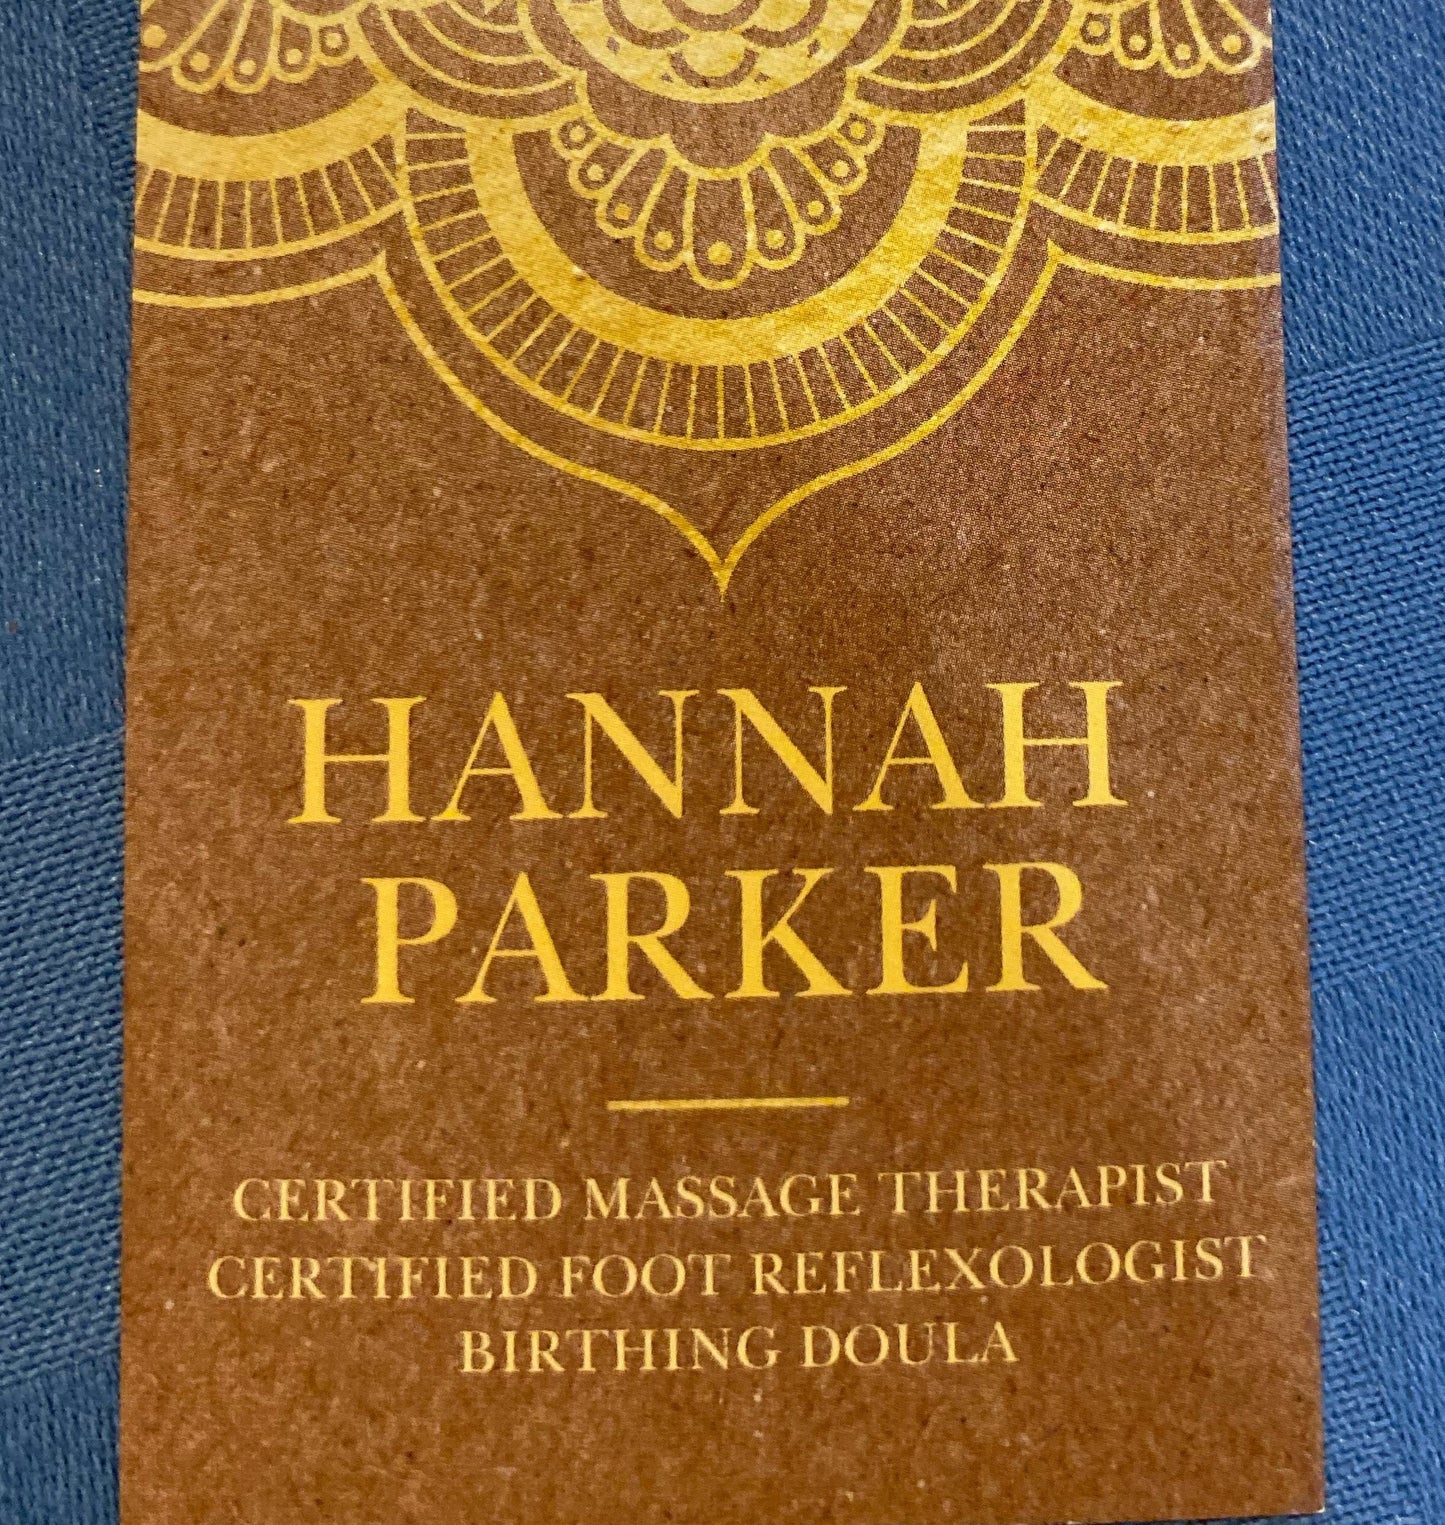 HANNAH
PARKER
CERTIFIED MASSAGE THERAPIST
CERTIFIED FOOT REFLEXOLOGIST
BIRTHING DOULA